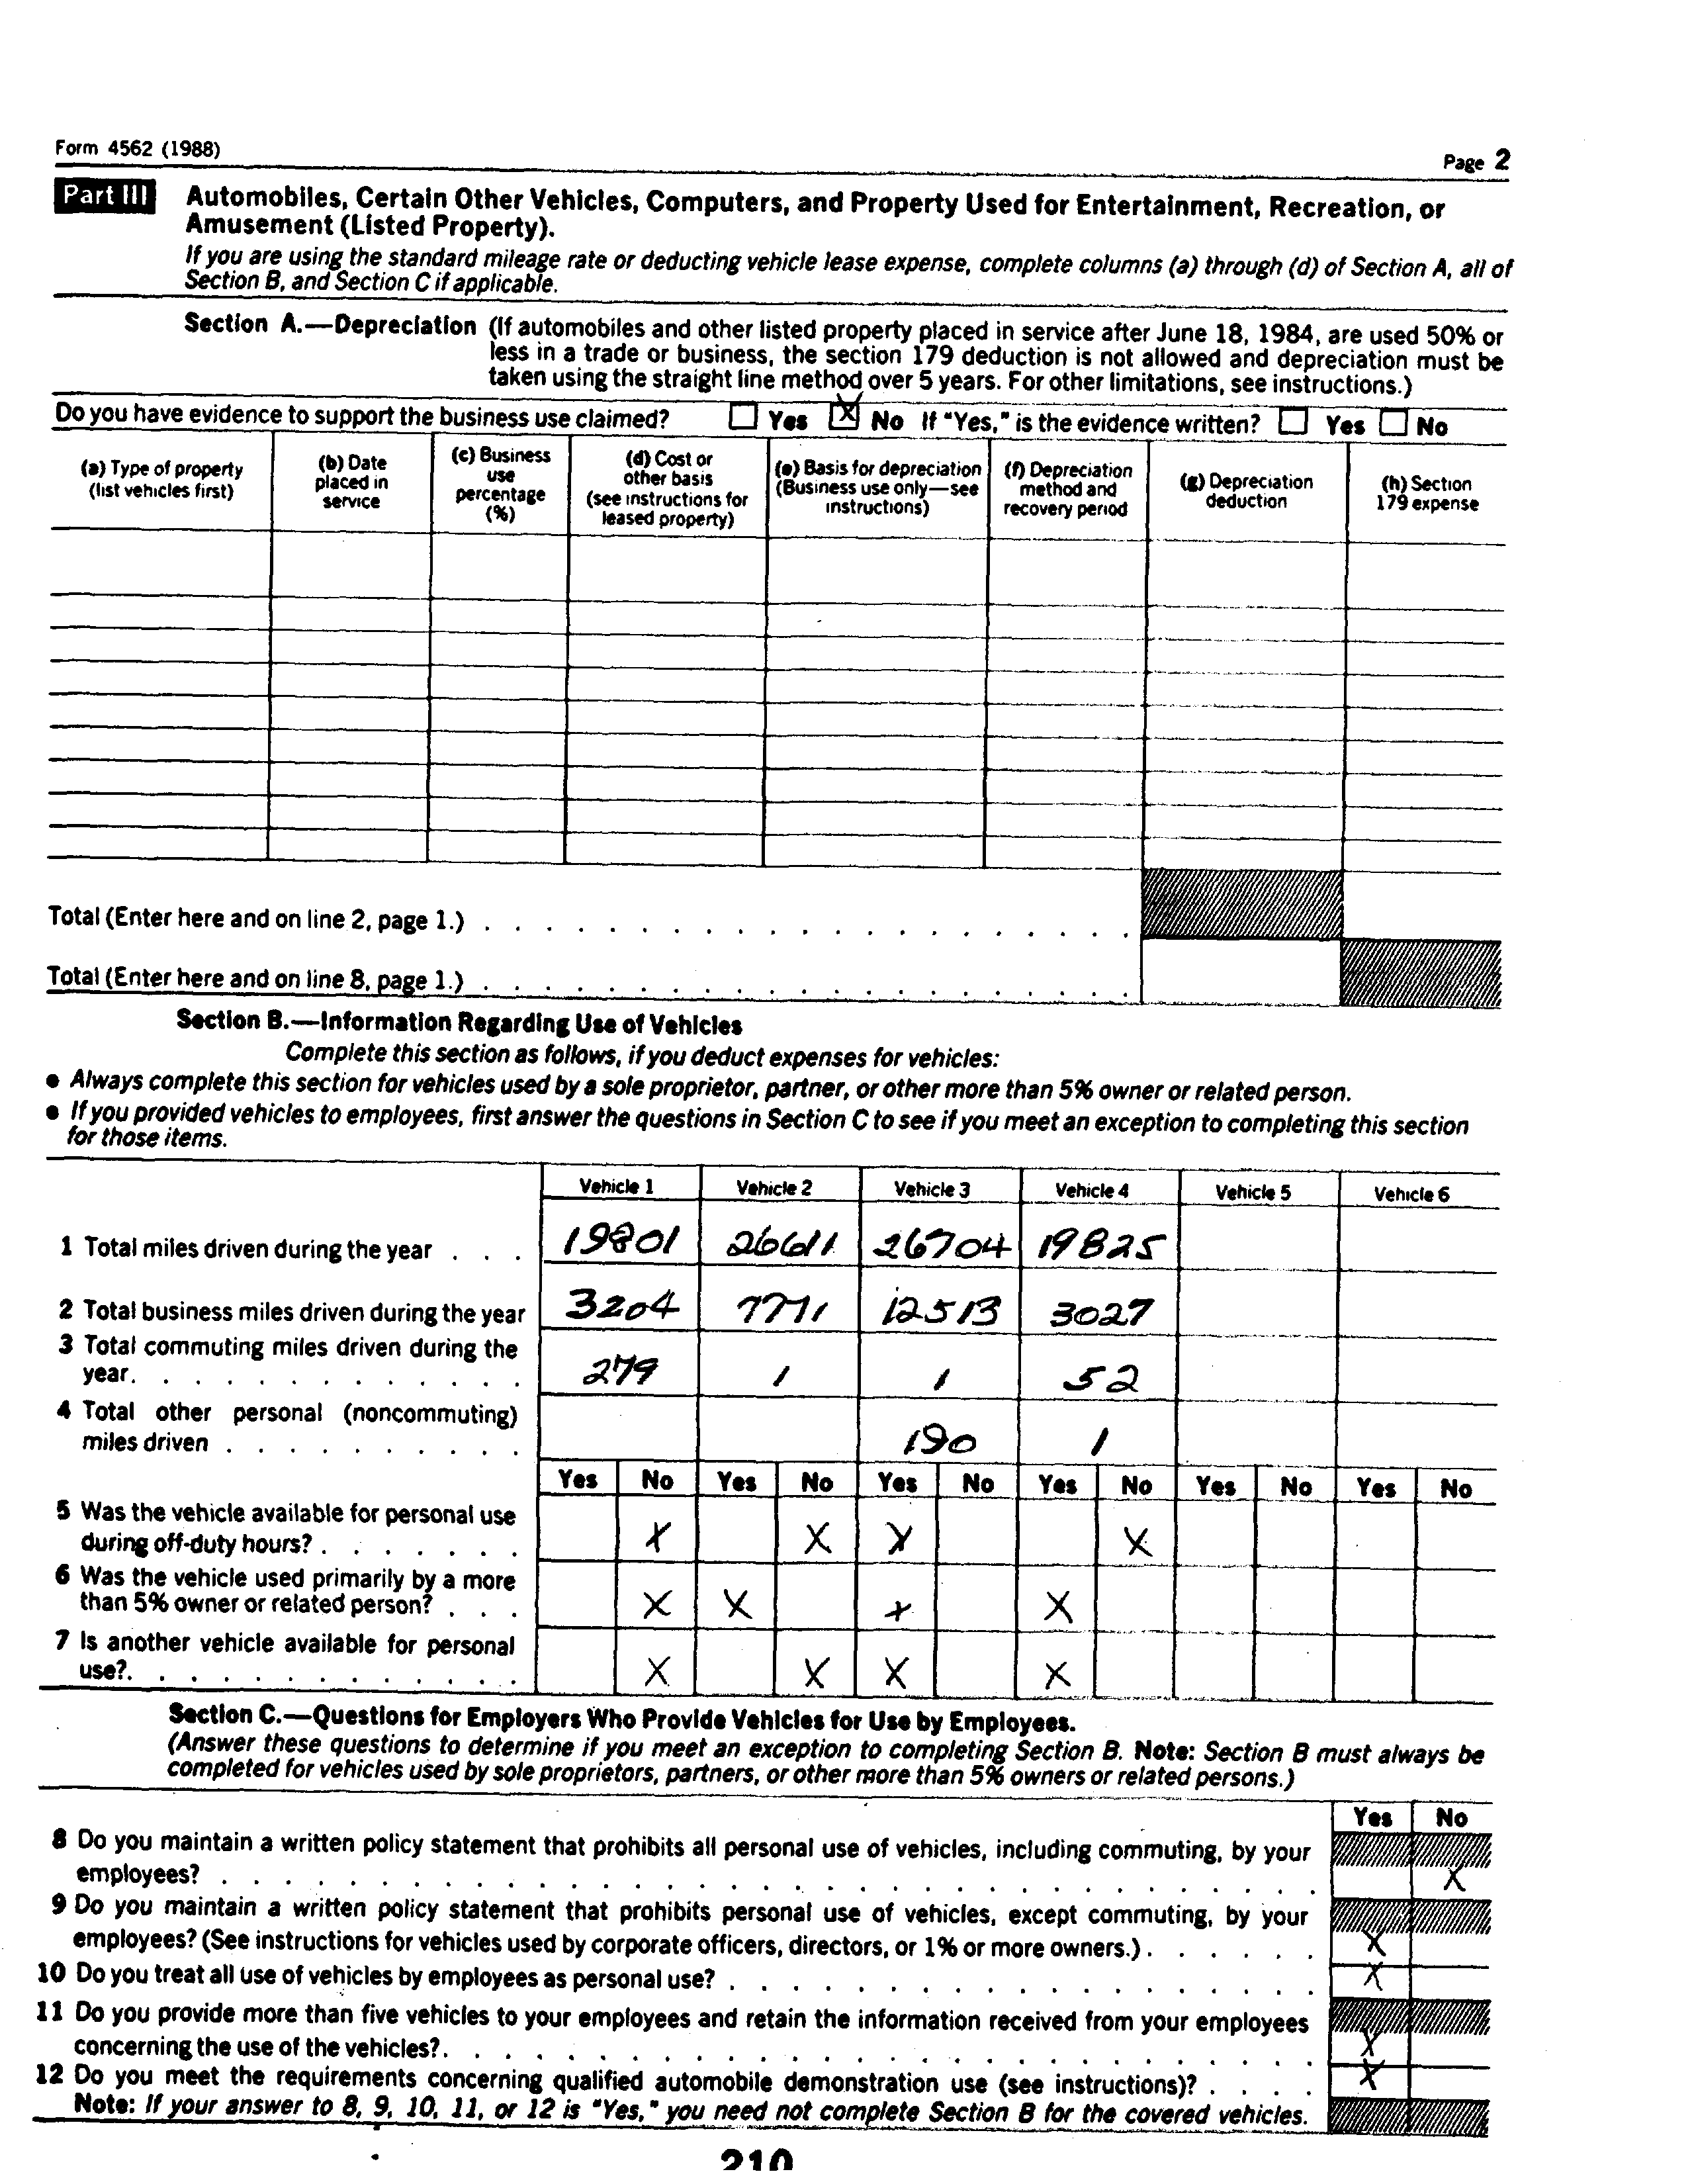 Form 4562 (1988)
Page 2
Part III Automobiles, Certain Other Vehicles, Computers, and Property Used for Entertainment, Recreation, or
Amusement (Listed Property).
If you are using the standard mileage rate or deducting vehicle lease expense, complete columns (a) through (d) of Section A, all of
Section B, and Section C if applicable.
Section A.—Depreciation (If automobiles and other listed property placed in service after June 18, 1984, are used 50% or
less in a trade or business, the section 179 deduction is not allowed and depreciation must be
taken using the straight line method over 5 years. For other limitations, see instructions.)
Do you have evidence to support the business use claimed? Yes X No If "Yes," is the evidence written? Yes No
(a) Type of property (list vehicles first)
(b) Date placed in service
(c) Business use percentage (%)
(d) Cost or other basis (see instructions for leased property)
(e) Basis for depreciation (Business use only—see instructions)
(f) Depreciation method and recovery period
(g) Depreciation deduction
(h) Section 179 expense
Total (Enter here and on line 2, page 1.)
Total (Enter here and on line 8, page 1.)
Section B.—Information Regarding Use of Vehicles
Complete this section as follows, if you deduct expenses for vehicles:
● Always complete this section for vehicles used by a sole proprietor, partner, or other more than 5% owner or related person.
● If you provided vehicles to employees, first answer the questions in Section C to see if you meet an exception to completing this section
for those items.
Vehicle 1 Vehicle 2 Vehicle 3 Vehicle 4 Vehicle 5 Vehicle 6
1 Total miles driven during the year . . . 19801 26611 26704 19825
2 Total business miles driven during the year 3204 7771 12513 3027
3 Total commuting miles driven during the
year. . . . . . . . . . . . . 279 1 1 52
4 Total other personal (noncommuting)
miles driven . . . . . . . . . . 190 1
Yes No Yes No Yes No Yes No Yes No Yes No
5 Was the vehicle available for personal use
during off-duty hours? . . . . . . . X X X X
6 Was the vehicle used primarily by a more
than 5% owner or related person? . . . X X X X
7 Is another vehicle available for personal
use?. . . . . . . . . . . . . X X X X
Section C.—Questions for Employers Who Provide Vehicles for Use by Employees.
(Answer these questions to determine if you meet an exception to completing Section B. Note: Section B must always be
completed for vehicles used by sole proprietors, partners, or other more than 5% owners or related persons.)
Yes No
8 Do you maintain a written policy statement that prohibits all personal use of vehicles, including commuting, by your
employees? X
9 Do you maintain a written policy statement that prohibits personal use of vehicles, except commuting, by your
employees? (See instructions for vehicles used by corporate officers, directors, or 1% or more owners.) . . . . . . X
10 Do you treat all use of vehicles by employees as personal use? X
11 Do you provide more than five vehicles to your employees and retain the information received from your employees
concerning the use of the vehicles?. X
12 Do you meet the requirements concerning qualified automobile demonstration use (see instructions)? . . . . X
Note: If your answer to 8, 9, 10, 11, or 12 is "Yes," you need not complete Section B for the covered vehicles.
210